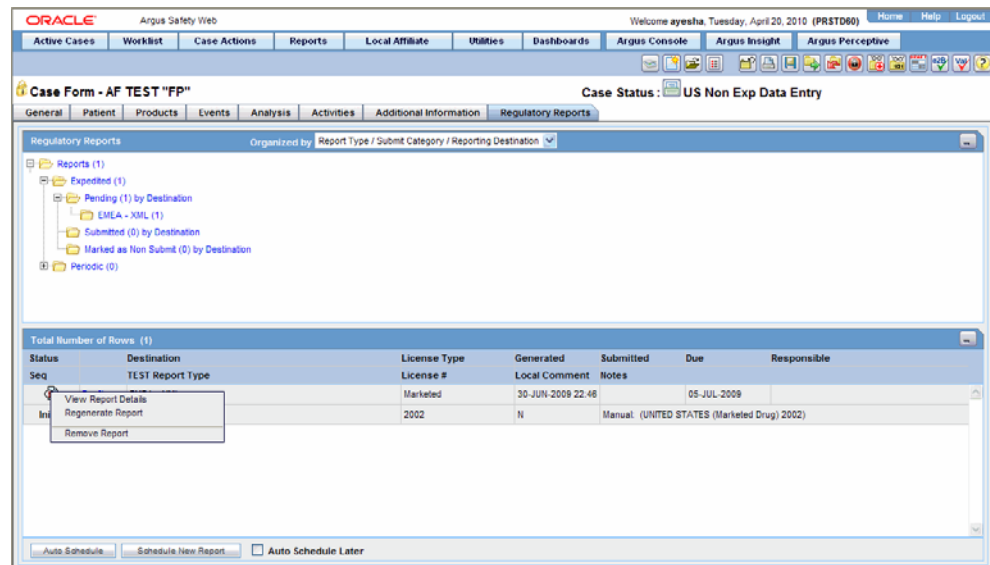 ORACLE Argus Safety Web Welcome ayesha, Tuesday, April 20, 2010 (PRSTD60) Home Help Logout
Active Cases Worklist Case Actions Reports Local Affiliate Utilities Dashboards Argus Console Argus Insight Argus Perceptive
Case Form - AF TEST "FP" Case Status : US Non Exp Data Entry
General Patient Products Events Analysis Activities Additional Information Regulatory Reports
Regulatory Reports Organized by Report Type / Submit Category / Reporting Destination
Reports (1)
Expedited (1)
Pending (1) by Destination
EMEA - XML (1)
Submitted (0) by Destination
Marked as Non Submit (0) by Destination
Periodic (0)
Total Number of Rows (1)
Status Destination License Type Generated Submitted Due Responsible
Seq TEST Report Type License # Local Comment Notes
Marketed 30-JUN-2009 22:46 05-JUL-2009
View Report Details
Regenerate Report
Ini 2002 N Manual: (UNITED STATES (Marketed Drug) 2002)
Remove Report
Auto Schedule Schedule New Report Auto Schedule Later